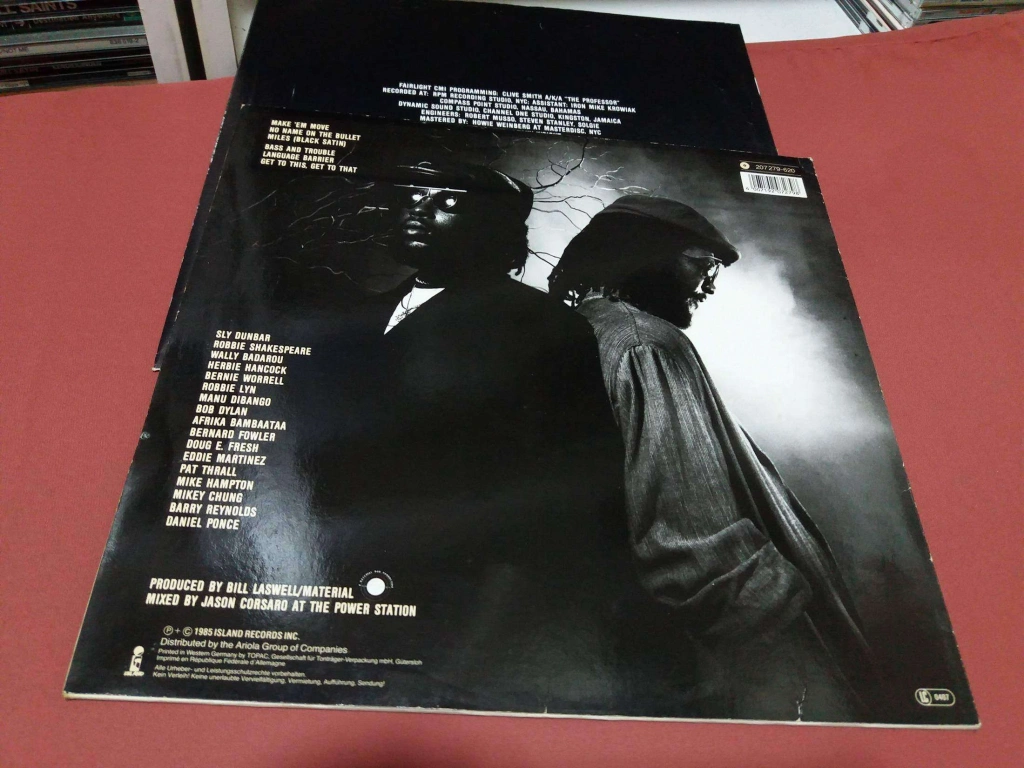 L SAINTS
FAIRLIGHT CMI PROGRAMMING: CLIVE SMITH A/K/A "THE PROFESSOR"
RECORDED AT: RPM RECORDING STUDIO, NYC; ASSISTANT: IRON MIKE KROWIAK
COMPASS POINT STUDIO, NASSAU, BAHAMAS
DYNAMIC SOUND STUDIO, CHANNEL ONE STUDIO, KINGSTON, JAMAICA
ENGINEERS: ROBERT MUSSO, STEVEN STANLEY, SOLSIE
MASTERED BY: HOWIE WEINBERG AT MASTERDISC, NYC
MAKE 'EM MOVE
NO NAME ON THE BULLET
MILES (BLACK SATIN)
BASS AND TROUBLE
LANGUAGE BARRIER
GET TO THIS, GET TO THAT
207 279-620
SLY DUNBAR
ROBBIE SHAKESPEARE
WALLY BADAROU
HERBIE HANCOCK
BERNIE WORRELL
ROBBIE LYN
MANU DIBANGO
BOB DYLAN
AFRIKA BAMBAATAA
BERNARD FOWLER
DOUG E. FRESH
EDDIE MARTINEZ
PAT THRALL
MIKE HAMPTON
MIKEY CHUNG
BARRY REYNOLDS
DANIEL PONCE
PRODUCED BY BILL LASWELL/MATERIAL
MIXED BY JASON CORSARO AT THE POWER STATION
℗ + © 1985 ISLAND RECORDS INC.
Distributed by the Ariola Group of Companies
Printed in Western Germany by TOPAC, Gesellschaft für Tonträger-Verpackung mbH, Gütersloh
Imprimé en République Fédérale d'Allemagne
Alle Urheber- und Leistungsschutzrechte vorbehalten.
Kein Verleih! Keine unerlaubte Vervielfältigung, Vermietung, Aufführung, Sendung!
ISLAND
LC 0407